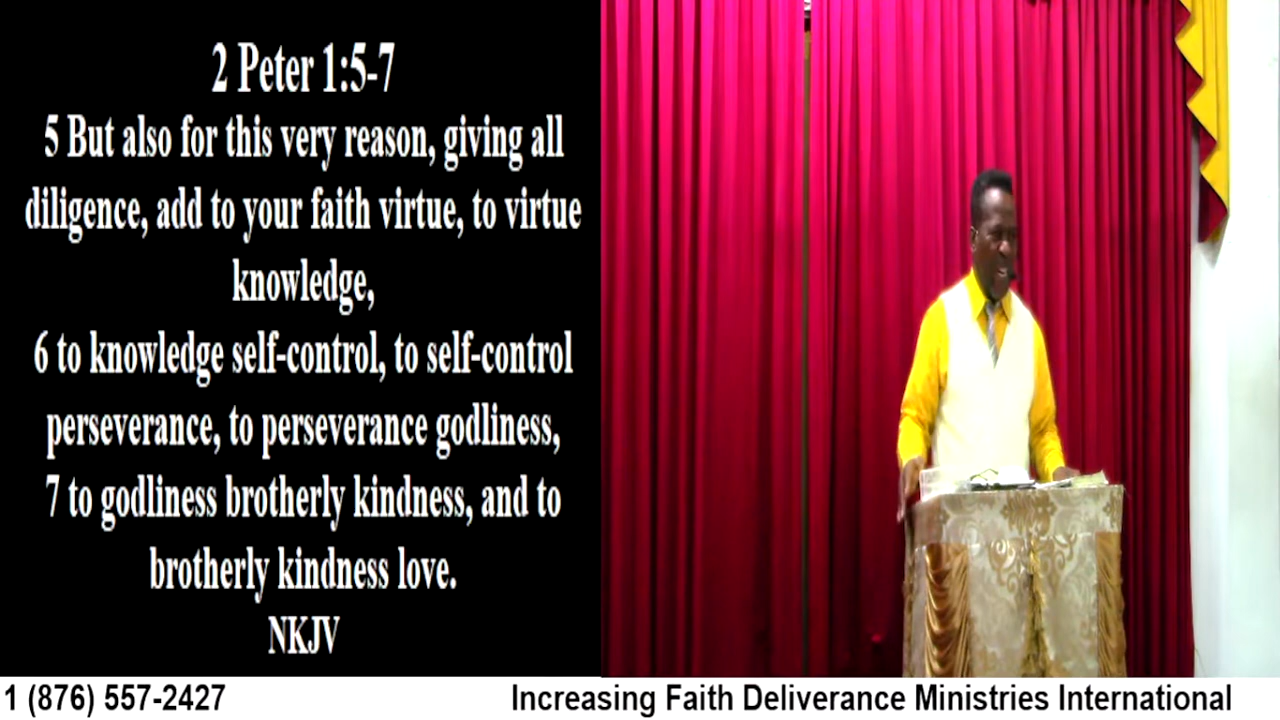 2 Peter 1:5-7
5 But also for this very reason, giving all
diligence, add to your faith virtue, to virtue
knowledge,
6 to knowledge self-control, to self-control
perseverance, to perseverance godliness,
7 to godliness brotherly kindness, and to
brotherly kindness love.
NKJV
1 (876) 557-2427
Increasing Faith Deliverance Ministries International